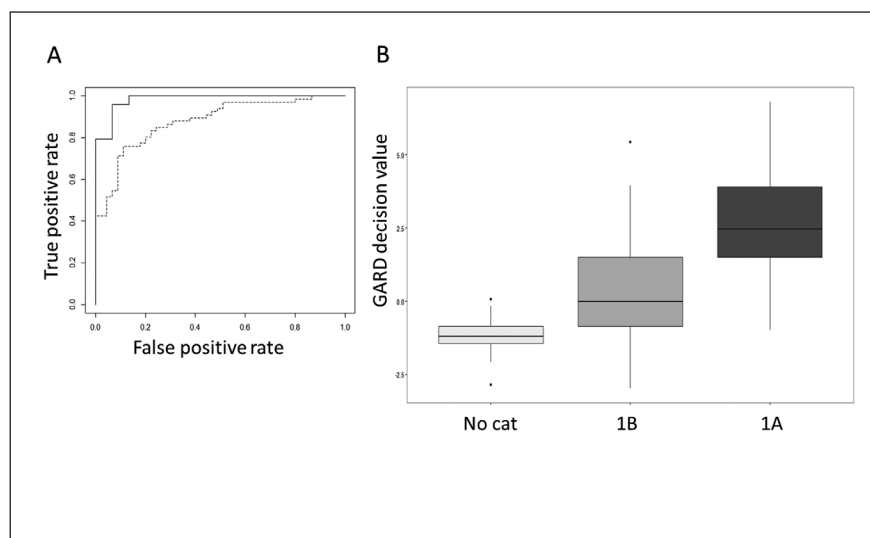 A
True positive rate
1.0
0.8
0.6
0.4
0.2
0.0
0.0 0.2 0.4 0.6 0.8 1.0
False positive rate
B
GARD decision value
5.0
2.5
0.0
-2.5
No cat 1B 1A